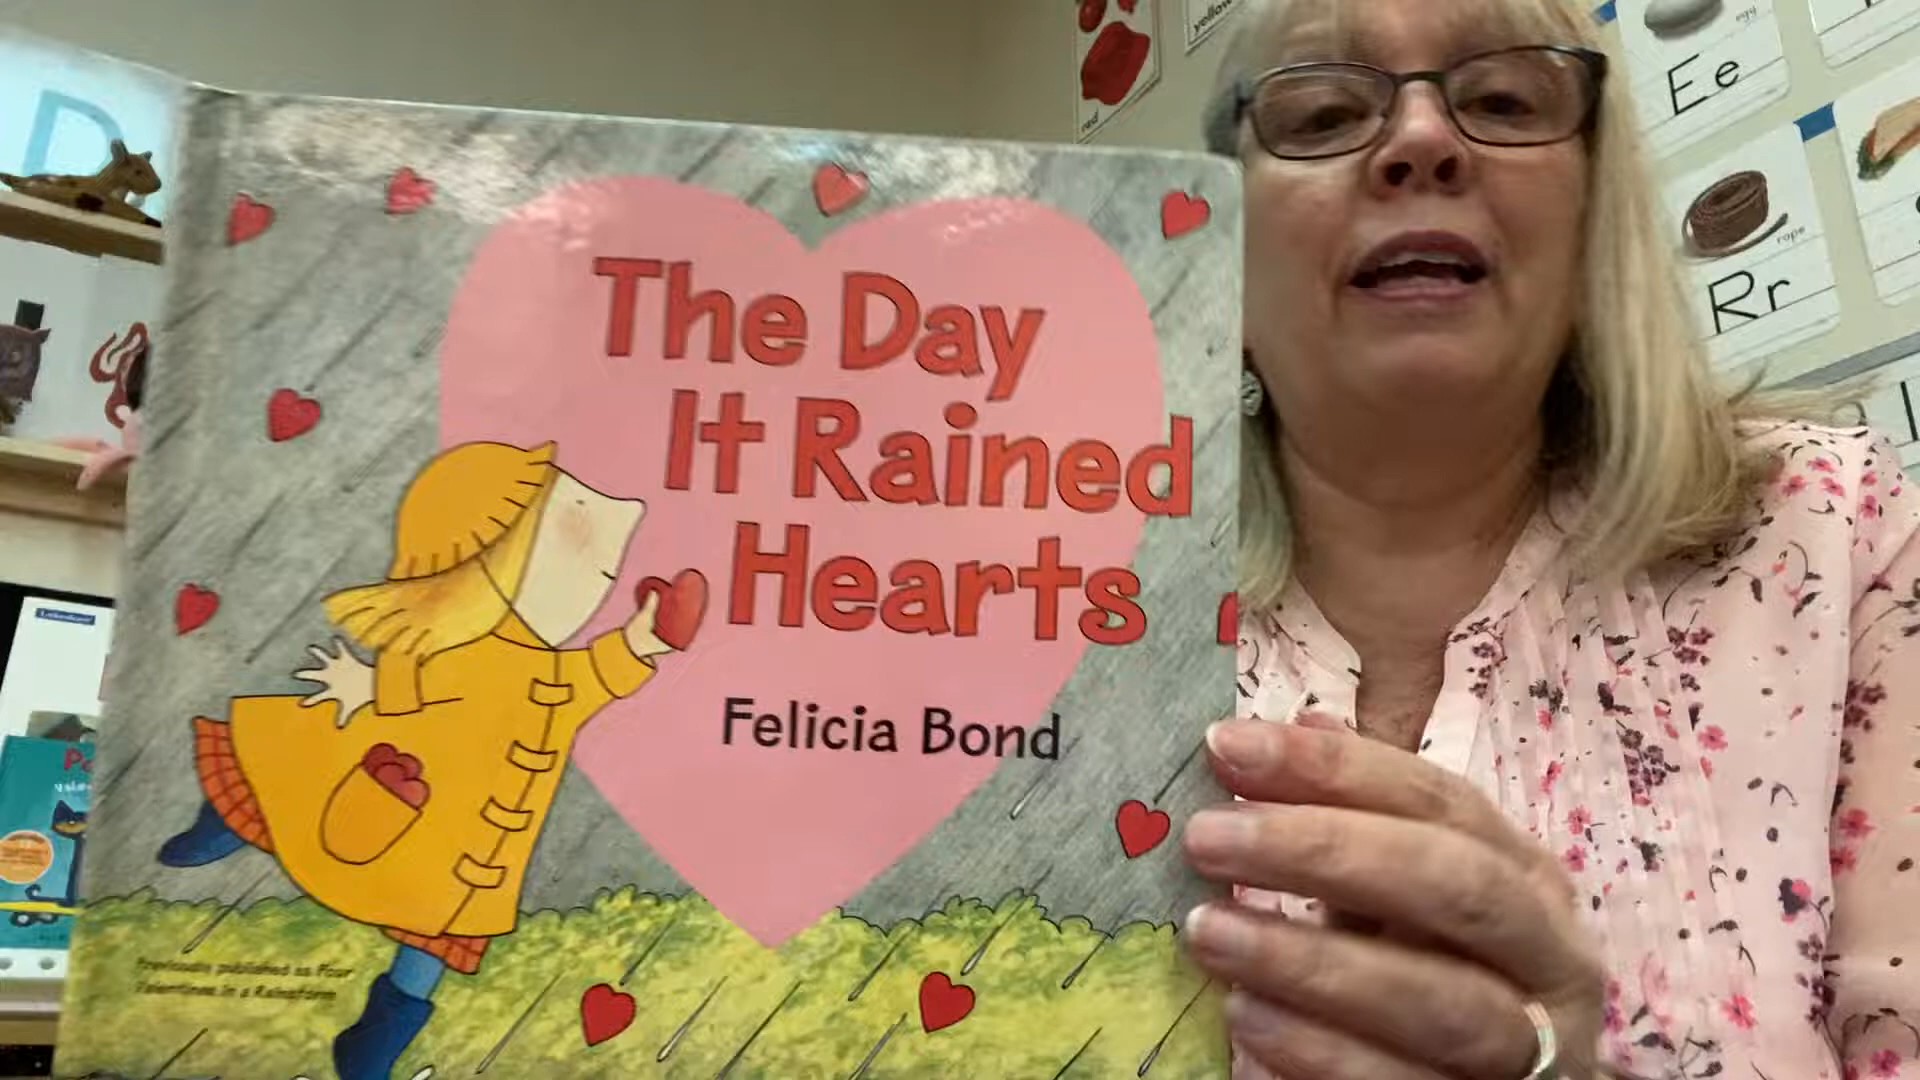 The Day
It Rained
Hearts
Felicia Bond
Previously published as Four
Valentines in a Rainstorm
D
red
yellow
egg
Ee
rope
Rr